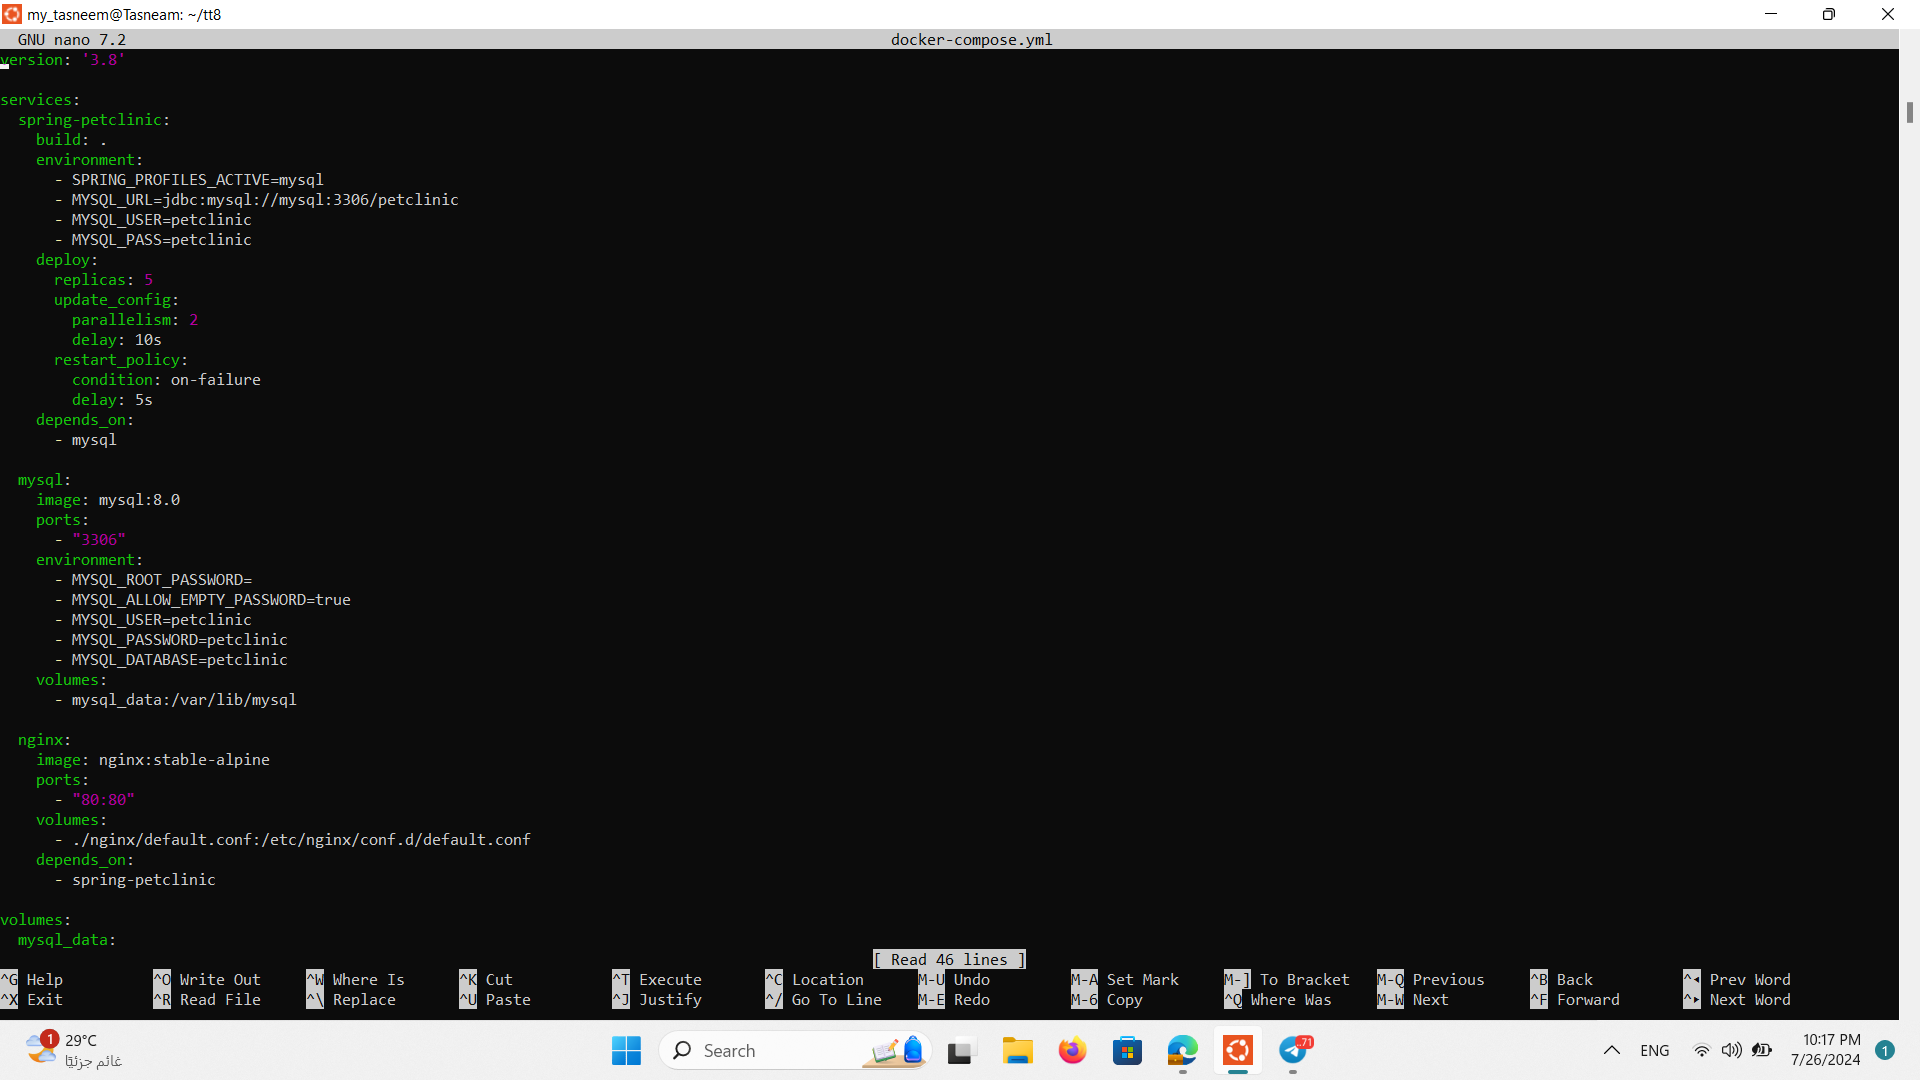 my_tasneem@Tasneam: ~/tt8
GNU nano 7.2 docker-compose.yml
version: '3.8'

services:
  spring-petclinic:
    build: .
    environment:
      - SPRING_PROFILES_ACTIVE=mysql
      - MYSQL_URL=jdbc:mysql://mysql:3306/petclinic
      - MYSQL_USER=petclinic
      - MYSQL_PASS=petclinic
    deploy:
      replicas: 5
      update_config:
        parallelism: 2
        delay: 10s
      restart_policy:
        condition: on-failure
        delay: 5s
    depends_on:
      - mysql

  mysql:
    image: mysql:8.0
    ports:
      - "3306"
    environment:
      - MYSQL_ROOT_PASSWORD=
      - MYSQL_ALLOW_EMPTY_PASSWORD=true
      - MYSQL_USER=petclinic
      - MYSQL_PASSWORD=petclinic
      - MYSQL_DATABASE=petclinic
    volumes:
      - mysql_data:/var/lib/mysql

  nginx:
    image: nginx:stable-alpine
    ports:
      - "80:80"
    volumes:
      - ./nginx/default.conf:/etc/nginx/conf.d/default.conf
    depends_on:
      - spring-petclinic

volumes:
  mysql_data:
[ Read 46 lines ]
^G Help ^O Write Out ^W Where Is ^K Cut ^T Execute ^C Location M-U Undo M-A Set Mark M-] To Bracket M-Q Previous ^B Back ^◂ Prev Word
^X Exit ^R Read File ^\ Replace ^U Paste ^J Justify ^/ Go To Line M-E Redo M-6 Copy ^Q Where Was M-W Next ^F Forward ^▸ Next Word
1 29°C
غائم جزئيًا
Search
71
ENG
10:17 PM
7/26/2024
1